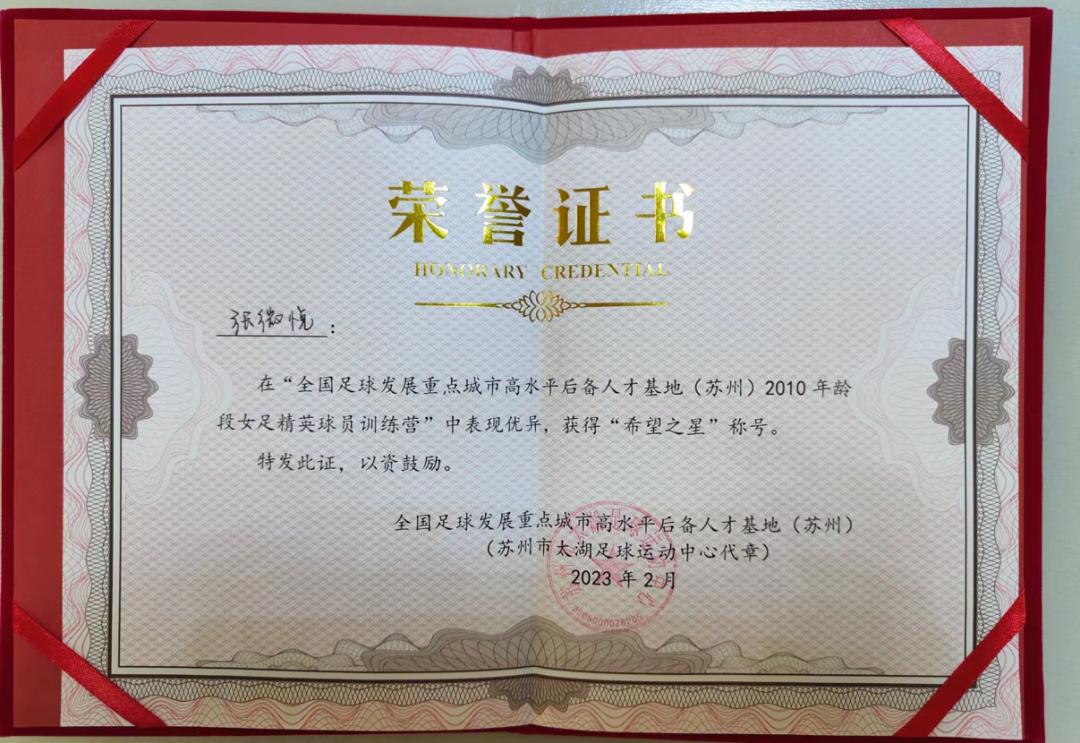 荣誉证书
HONORARY CREDENTIAL
张微悦：
在“全国足球发展重点城市高水平后备人才基地（苏州）2010年龄
段女足精英球员训练营”中表现优异，获得“希望之星”称号。
特发此证，以资鼓励。
全国足球发展重点城市高水平后备人才基地（苏州）
（苏州市太湖足球运动中心代章）
2023年2月